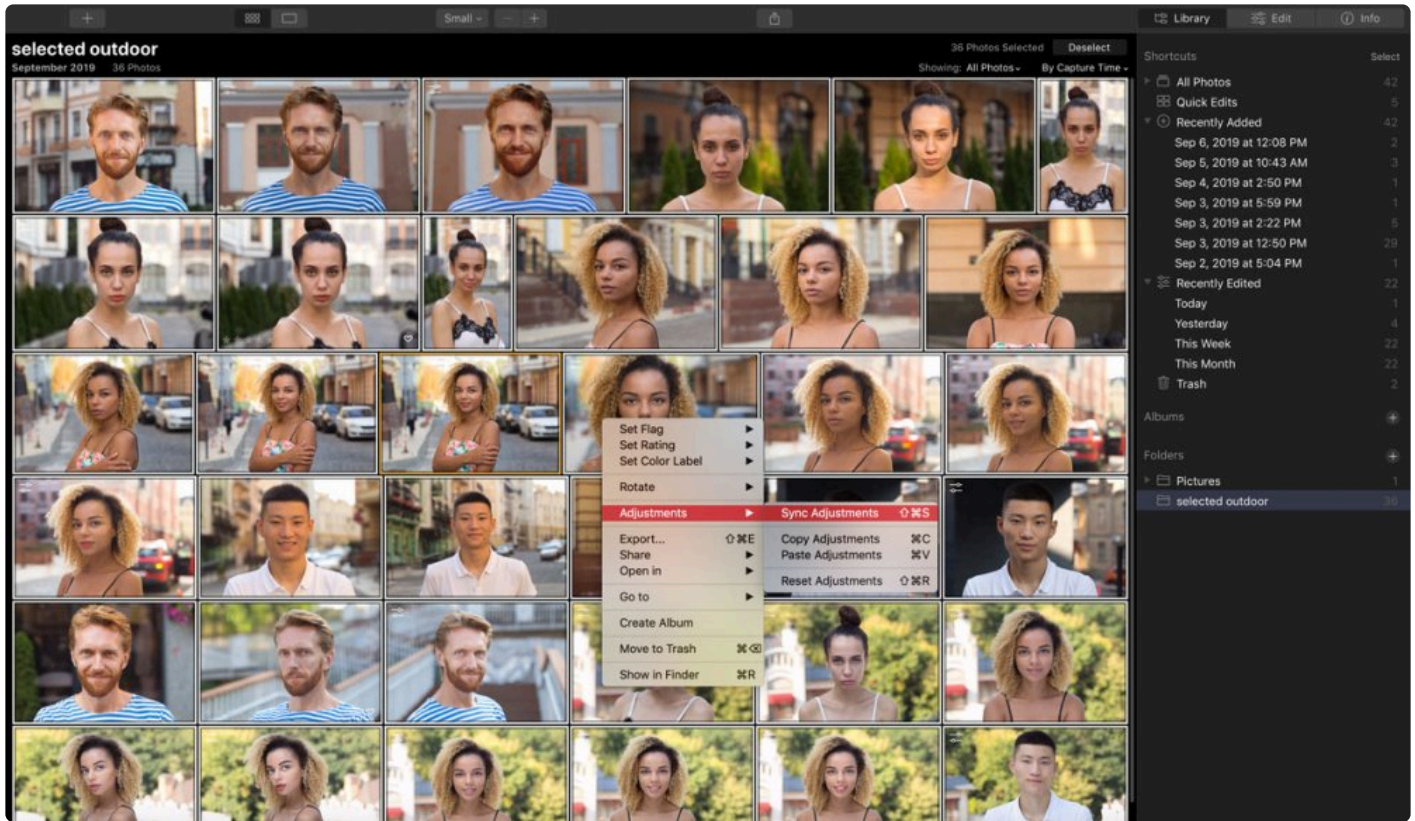 Small
Library
Edit
Info
selected outdoor
36 Photos Selected
Deselect
September 2019
36 Photos
Showing: All Photos
By Capture Time
Shortcuts
Select
All Photos 42
Quick Edits 5
Recently Added 42
Sep 6, 2019 at 12:08 PM 2
Sep 5, 2019 at 10:43 AM 3
Sep 4, 2019 at 2:50 PM 1
Sep 3, 2019 at 5:59 PM 1
Sep 3, 2019 at 2:22 PM 5
Sep 3, 2019 at 12:50 PM 29
Sep 2, 2019 at 5:04 PM 1
Recently Edited 22
Today 1
Yesterday 4
This Week 22
This Month 22
Trash 2
Albums
Folders
Pictures 1
selected outdoor 36
Set Flag
Set Rating
Set Color Label
Rotate
Adjustments
Export... ⇧⌘E
Share
Open in
Go to
Create Album
Move to Trash ⌘⌫
Show in Finder ⌘R
Sync Adjustments ⇧⌘S
Copy Adjustments ⌘C
Paste Adjustments ⌘V
Reset Adjustments ⇧⌘R